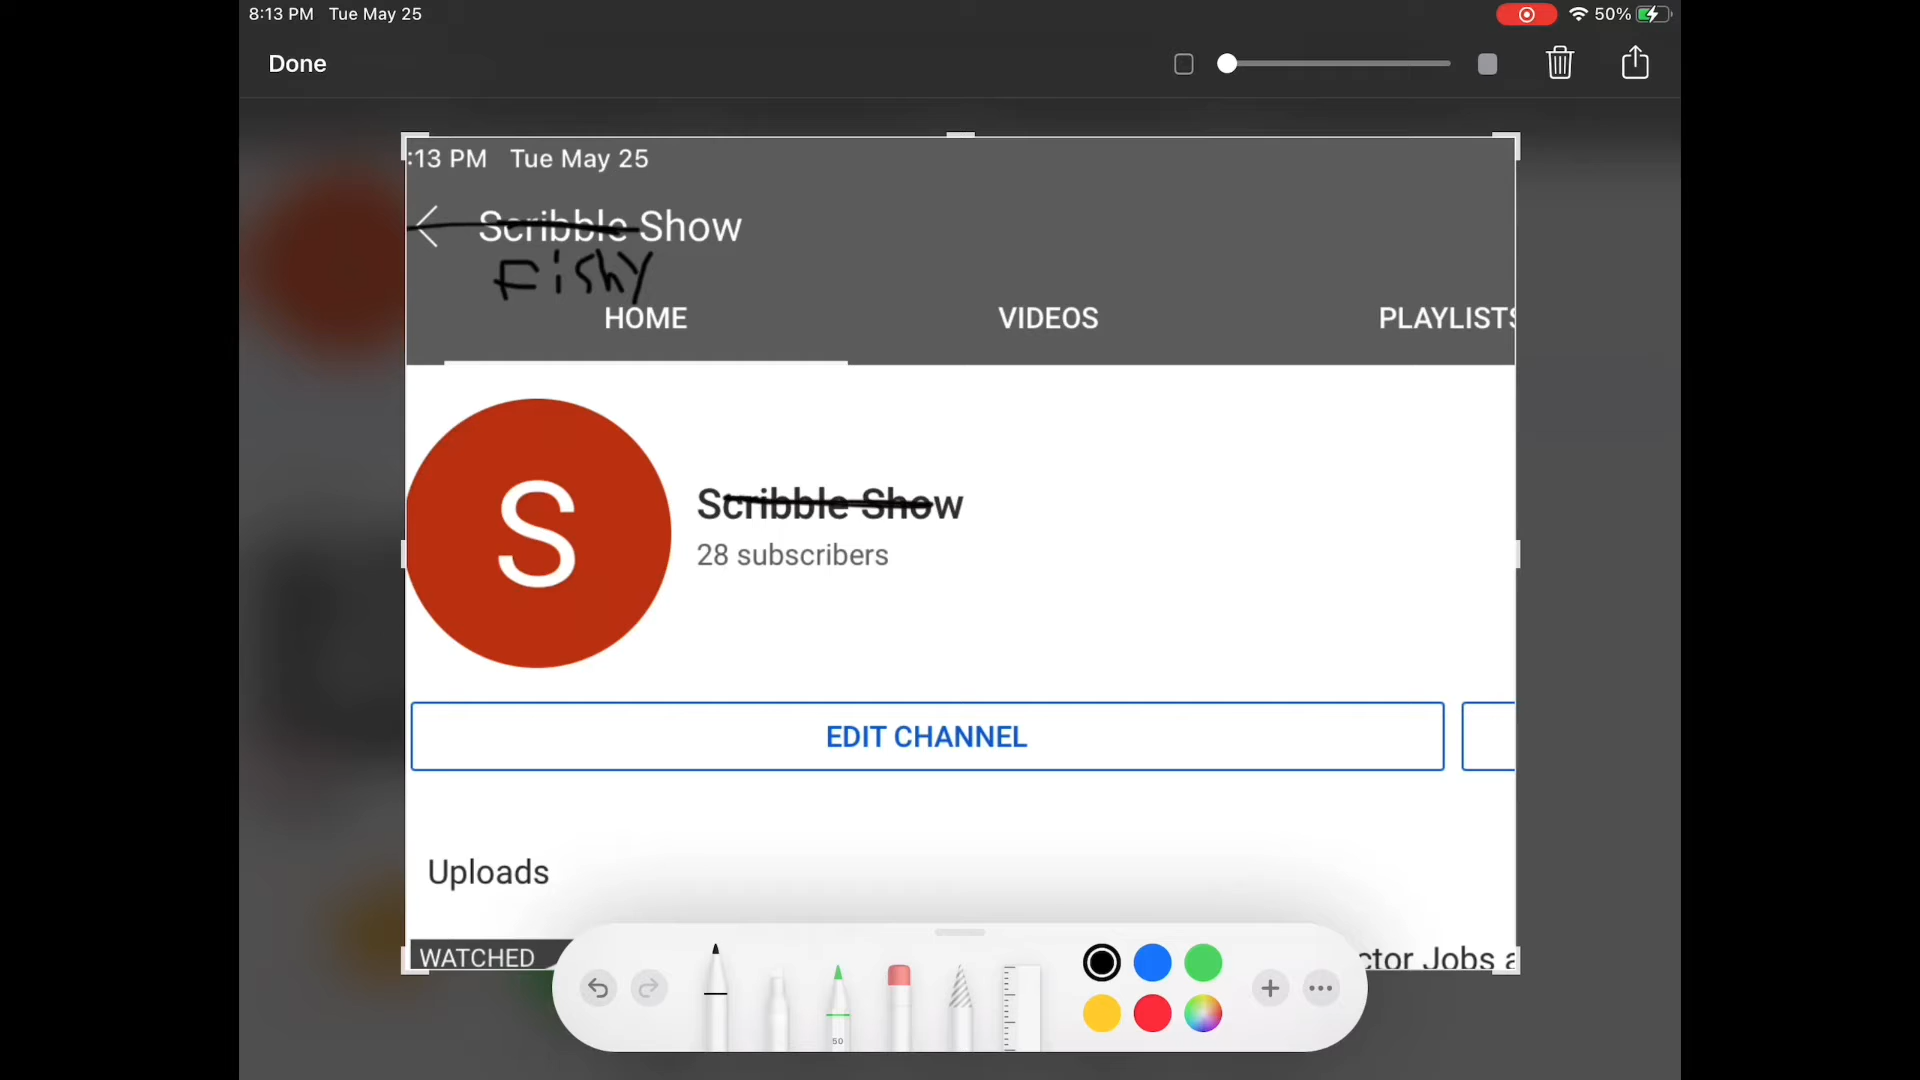 8:13 PM Tue May 25
50%
Done
:13 PM Tue May 25
Scribble Show
Fishy
HOME VIDEOS PLAYLISTS
S
Scribble Show
28 subscribers
EDIT CHANNEL
Uploads
WATCHED
ctor Jobs a
50